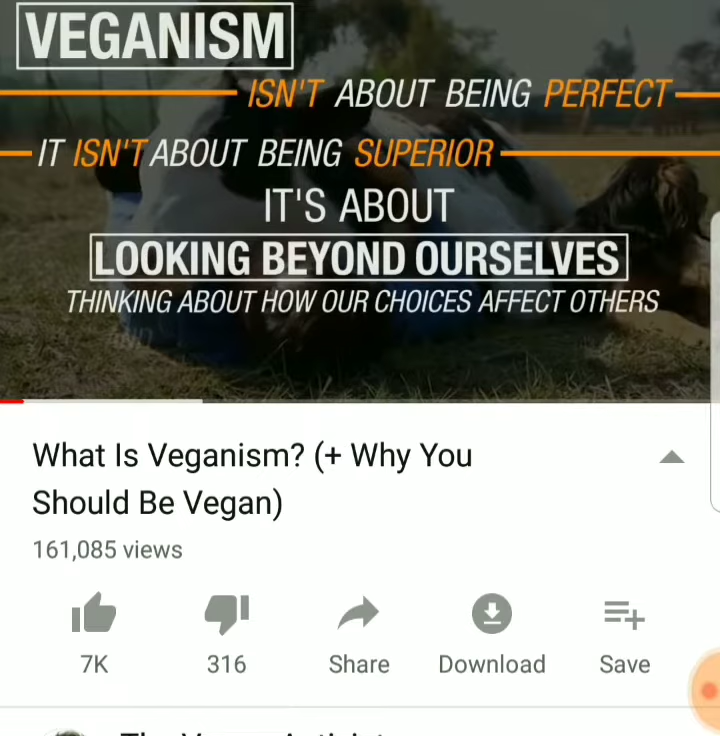 VEGANISM
ISN'T ABOUT BEING PERFECT
IT ISN'T ABOUT BEING SUPERIOR
IT'S ABOUT
LOOKING BEYOND OURSELVES
THINKING ABOUT HOW OUR CHOICES AFFECT OTHERS
What Is Veganism? (+ Why You
Should Be Vegan)
161,085 views
7K 316 Share Download Save